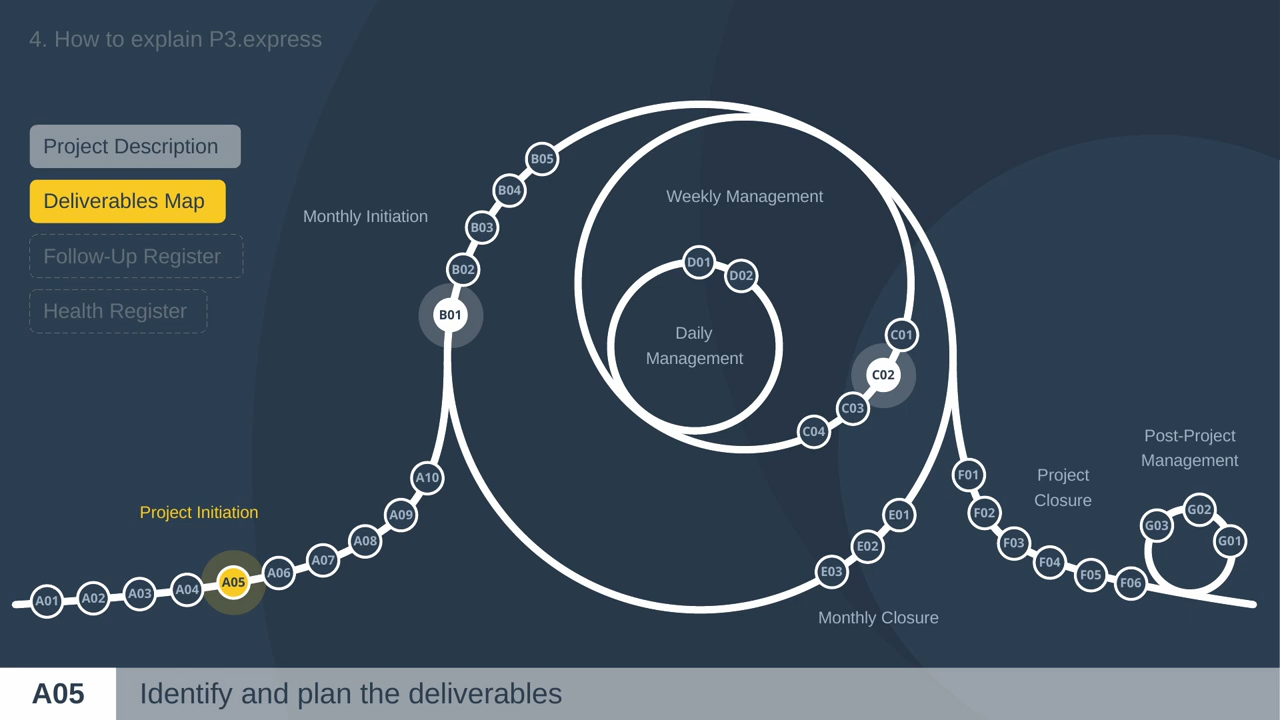 4. How to explain P3.express
Project Description
Deliverables Map
Follow-Up Register
Health Register
Monthly Initiation
Weekly Management
Daily
Management
Project Initiation
Monthly Closure
Project
Closure
Post-Project
Management
A01
A02
A03
A04
A05
A06
A07
A08
A09
A10
B01
B02
B03
B04
B05
C01
C02
C03
C04
D01
D02
E01
E02
E03
F01
F02
F03
F04
F05
F06
G01
G02
G03
A05
Identify and plan the deliverables